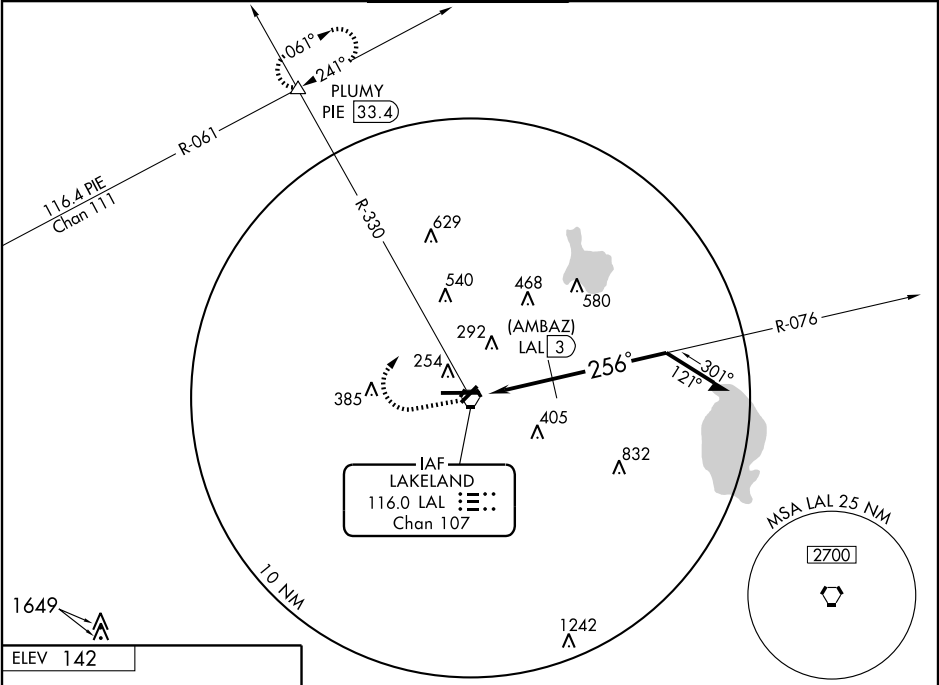 061°
241°
PLUMY
PIE 33.4
R-061
116.4 PIE
Chan 111
R-330
629
540
468
580
292
(AMBAZ)
LAL 3
R-076
254
256°
301°
121°
385
405
832
IAF
LAKELAND
116.0 LAL
Chan 107
MSA LAL 25 NM
2700
10 NM
1649
1242
ELEV 142